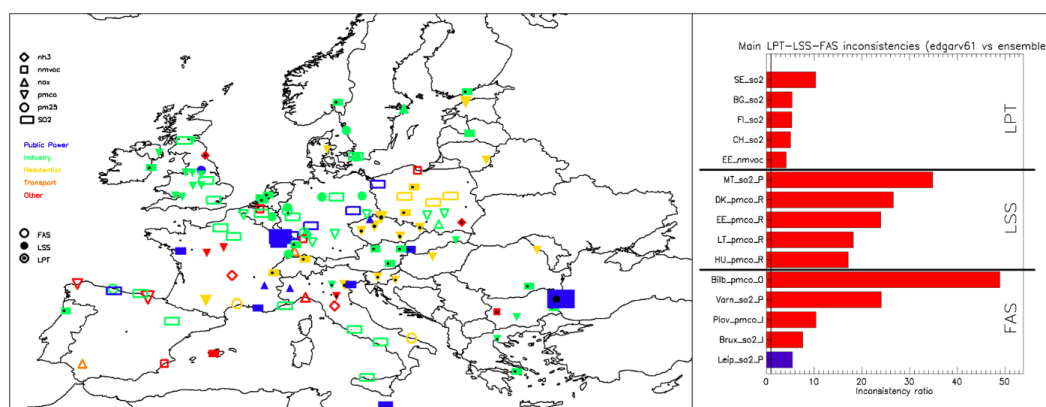 nh3
nmvoc
nox
pmco
pm25
SO2
Public Power
Industry
Residential
Transport
Other
FAS
LSS
LPT
Main LPT-LSS-FAS inconsistencies (edgarv61 vs ensemble
SE_so2
BG_so2
FI_so2
CH_so2
EE_nmvoc
LPT
MT_so2_P
DK_pmco_R
EE_pmco_R
LT_pmco_R
HU_pmco_R
LSS
Bilb_pmco_O
Varn_so2_P
Plov_pmco_I
Brux_so2_I
Leip_so2_P
FAS
0 10 20 30 40 50
Inconsistency ratio